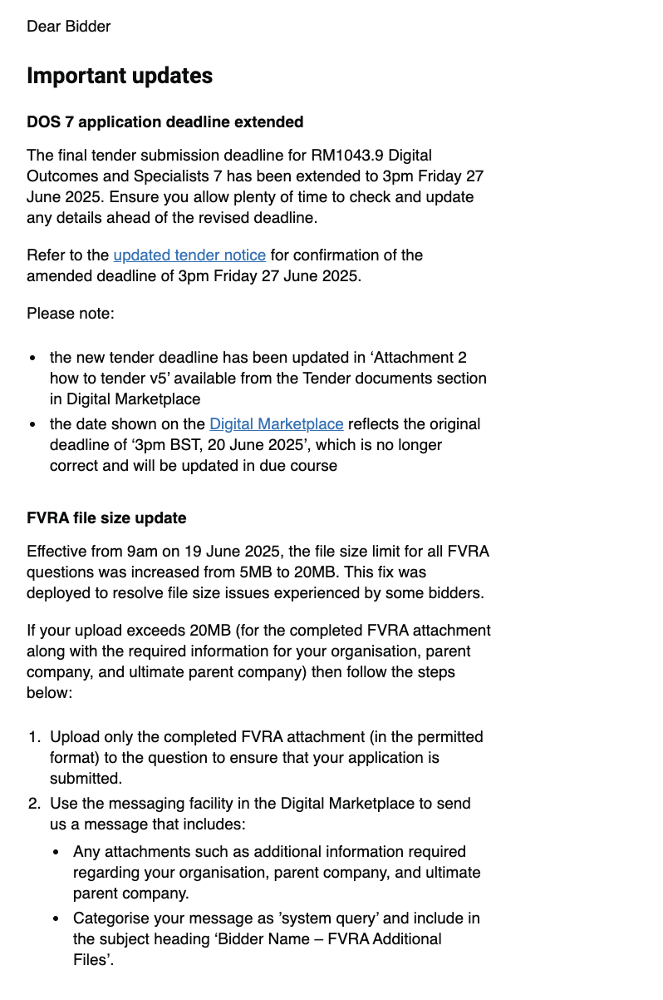 Dear Bidder
Important updates
DOS 7 application deadline extended
The final tender submission deadline for RM1043.9 Digital
Outcomes and Specialists 7 has been extended to 3pm Friday 27
June 2025. Ensure you allow plenty of time to check and update
any details ahead of the revised deadline.
Refer to the updated tender notice for confirmation of the
amended deadline of 3pm Friday 27 June 2025.
Please note:
• the new tender deadline has been updated in ‘Attachment 2
how to tender v5’ available from the Tender documents section
in Digital Marketplace
• the date shown on the Digital Marketplace reflects the original
deadline of ‘3pm BST, 20 June 2025’, which is no longer
correct and will be updated in due course
FVRA file size update
Effective from 9am on 19 June 2025, the file size limit for all FVRA
questions was increased from 5MB to 20MB. This fix was
deployed to resolve file size issues experienced by some bidders.
If your upload exceeds 20MB (for the completed FVRA attachment
along with the required information for your organisation, parent
company, and ultimate parent company) then follow the steps
below:
1. Upload only the completed FVRA attachment (in the permitted
format) to the question to ensure that your application is
submitted.
2. Use the messaging facility in the Digital Marketplace to send
us a message that includes:
• Any attachments such as additional information required
regarding your organisation, parent company, and ultimate
parent company.
• Categorise your message as ’system query’ and include in
the subject heading ‘Bidder Name – FVRA Additional
Files’.